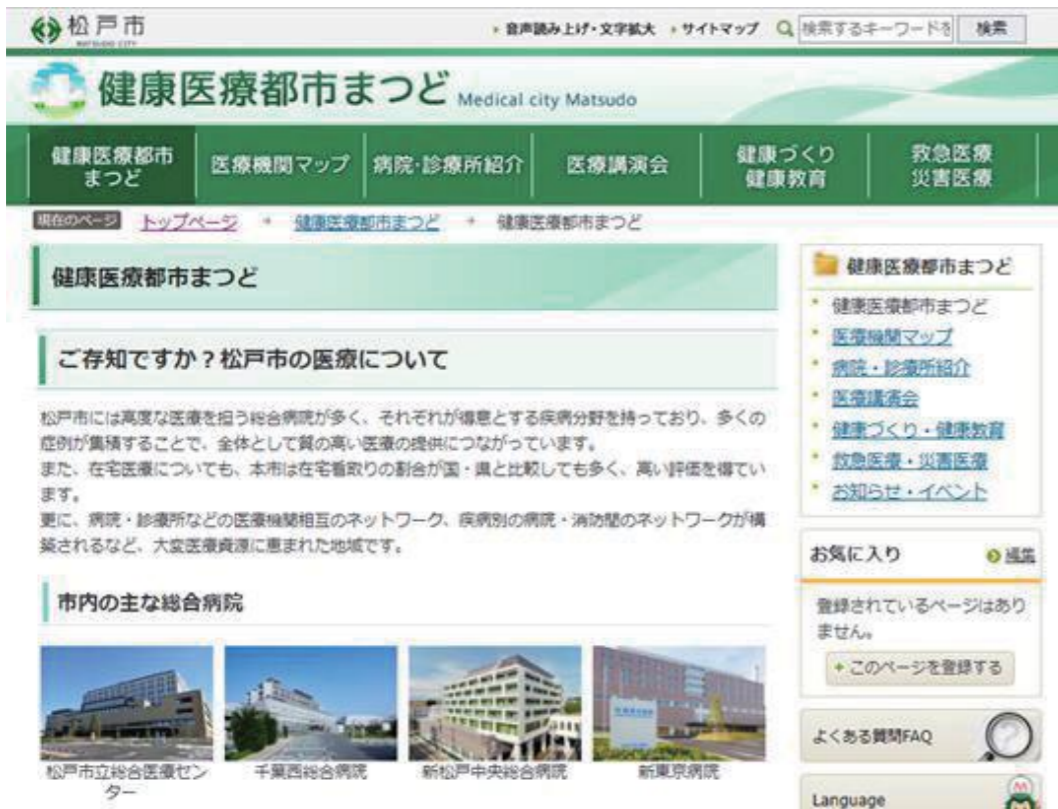 松戸市
MATSUDO CITY
音声読み上げ・文字拡大
サイトマップ
検索するキーワードを
検索
健康医療都市まつど Medical city Matsudo
健康医療都市
まつど
医療機関マップ
病院・診療所紹介
医療講演会
健康づくり
健康教育
救急医療
災害医療
現在のページ トップページ 健康医療都市まつど 健康医療都市まつど
健康医療都市まつど
ご存知ですか？松戸市の医療について
松戸市には高度な医療を担う総合病院が多く、それぞれが得意とする疾病分野を持っており、多くの
症例が集積することで、全体として質の高い医療の提供につながっています。
また、在宅医療についても、本市は在宅看取りの割合が国・県と比較しても多く、高い評価を得てい
ます。
更に、病院・診療所などの医療機関相互のネットワーク、疾病別の病院・消防間のネットワークが構
築されるなど、大変医療資源に恵まれた地域です。
市内の主な総合病院
松戸市立総合医療セン
ター
千葉西総合病院
新松戸中央総合病院
新東京病院
健康医療都市まつど
健康医療都市まつど
医療機関マップ
病院・診療所紹介
医療講演会
健康づくり・健康教育
救急医療・災害医療
お知らせ・イベント
お気に入り
編集
登録されているページはあり
ません。
+ このページを登録する
よくある質問FAQ
Language